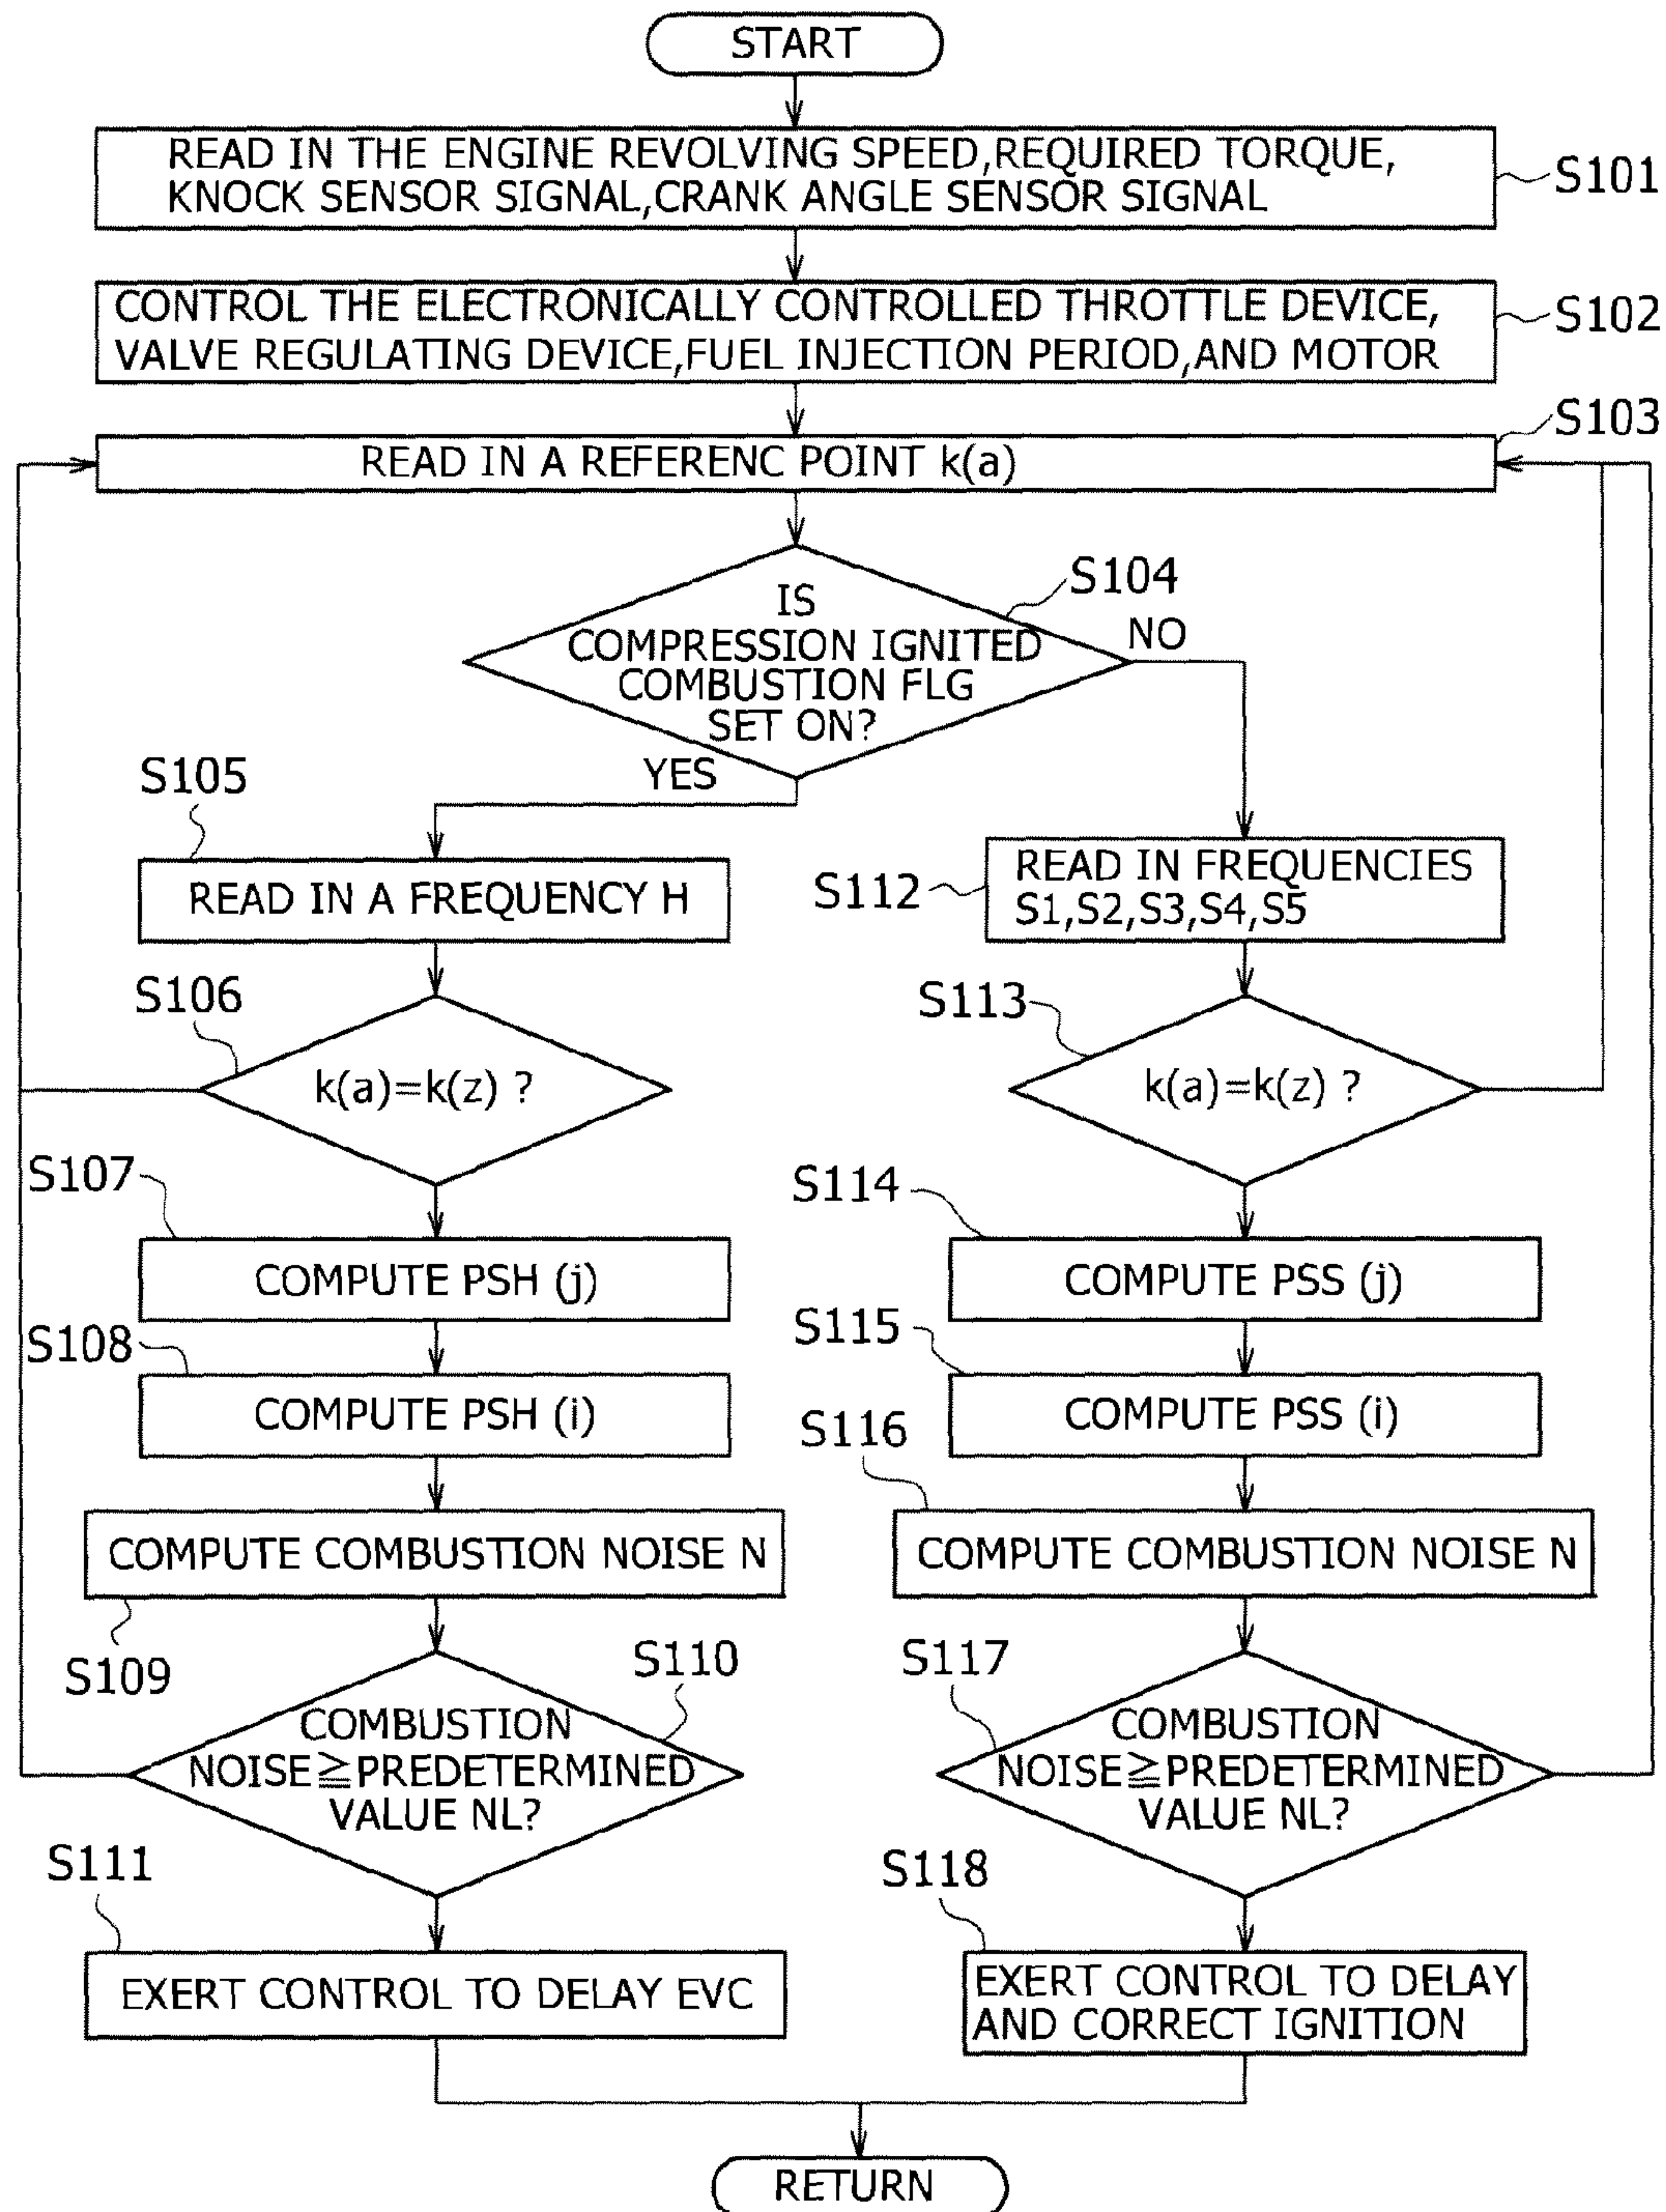 START
READ IN THE ENGINE REVOLVING SPEED,REQUIRED TORQUE,
KNOCK SENSOR SIGNAL,CRANK ANGLE SENSOR SIGNAL
S101
CONTROL THE ELECTRONICALLY CONTROLLED THROTTLE DEVICE,
VALVE REGULATING DEVICE,FUEL INJECTION PERIOD,AND MOTOR
S102
S103
READ IN A REFERENC POINT k(a)
S104
IS
COMPRESSION IGNITED
COMBUSTION FLG
SET ON?
NO
YES
S105
READ IN A FREQUENCY H
S112
READ IN FREQUENCIES
S1,S2,S3,S4,S5
S106
k(a)=k(z) ?
S113
k(a)=k(z) ?
S107
COMPUTE PSH (j)
S114
COMPUTE PSS (j)
S108
COMPUTE PSH (i)
S115
COMPUTE PSS (i)
S116
COMPUTE COMBUSTION NOISE N
COMPUTE COMBUSTION NOISE N
S109
S110
COMBUSTION
NOISE≧PREDETERMINED
VALUE NL?
S117
COMBUSTION
NOISE≧PREDETERMINED
VALUE NL?
S111
EXERT CONTROL TO DELAY EVC
S118
EXERT CONTROL TO DELAY
AND CORRECT IGNITION
RETURN